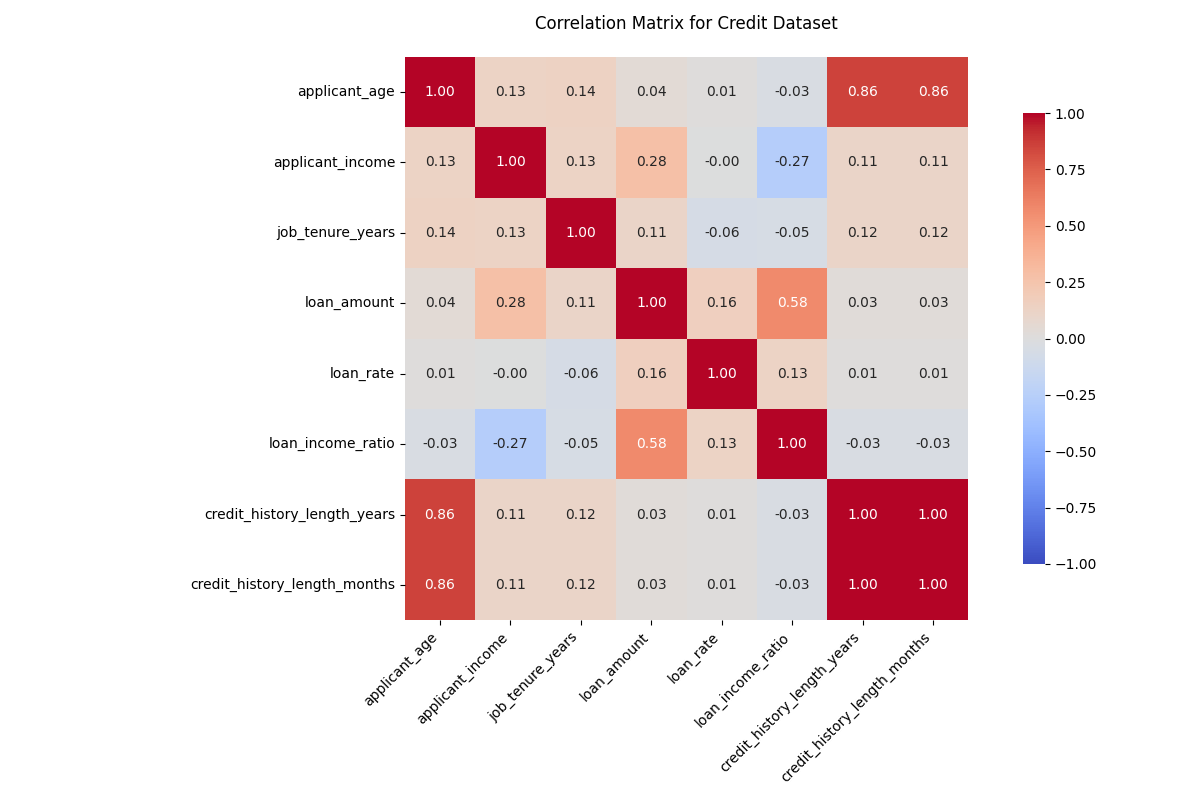 Correlation Matrix for Credit Dataset
applicant_age 1.00 0.13 0.14 0.04 0.01 -0.03 0.86 0.86
applicant_income 0.13 1.00 0.13 0.28 -0.00 -0.27 0.11 0.11
job_tenure_years 0.14 0.13 1.00 0.11 -0.06 -0.05 0.12 0.12
loan_amount 0.04 0.28 0.11 1.00 0.16 0.58 0.03 0.03
loan_rate 0.01 -0.00 -0.06 0.16 1.00 0.13 0.01 0.01
loan_income_ratio -0.03 -0.27 -0.05 0.58 0.13 1.00 -0.03 -0.03
credit_history_length_years 0.86 0.11 0.12 0.03 0.01 -0.03 1.00 1.00
credit_history_length_months 0.86 0.11 0.12 0.03 0.01 -0.03 1.00 1.00
applicant_age
applicant_income
job_tenure_years
loan_amount
loan_rate
loan_income_ratio
credit_history_length_years
credit_history_length_months
1.00
0.75
0.50
0.25
0.00
−0.25
−0.50
−0.75
−1.00